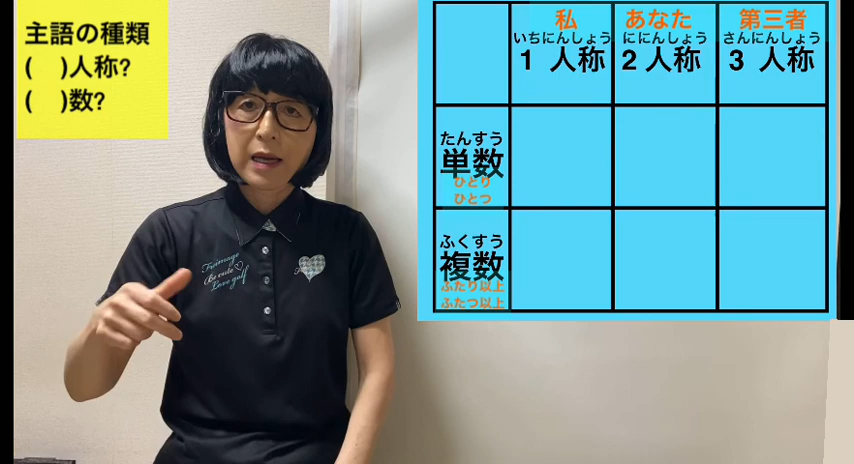 主語の種類
(　)人称?
(　)数?
私
いちにんしょう
1 人称
あなた
ににんしょう
2 人称
第三者
さんにんしょう
3 人称
たんすう
単数
ひとり
ひとつ
ふくすう
複数
ふたり以上
ふたつ以上
Love golf